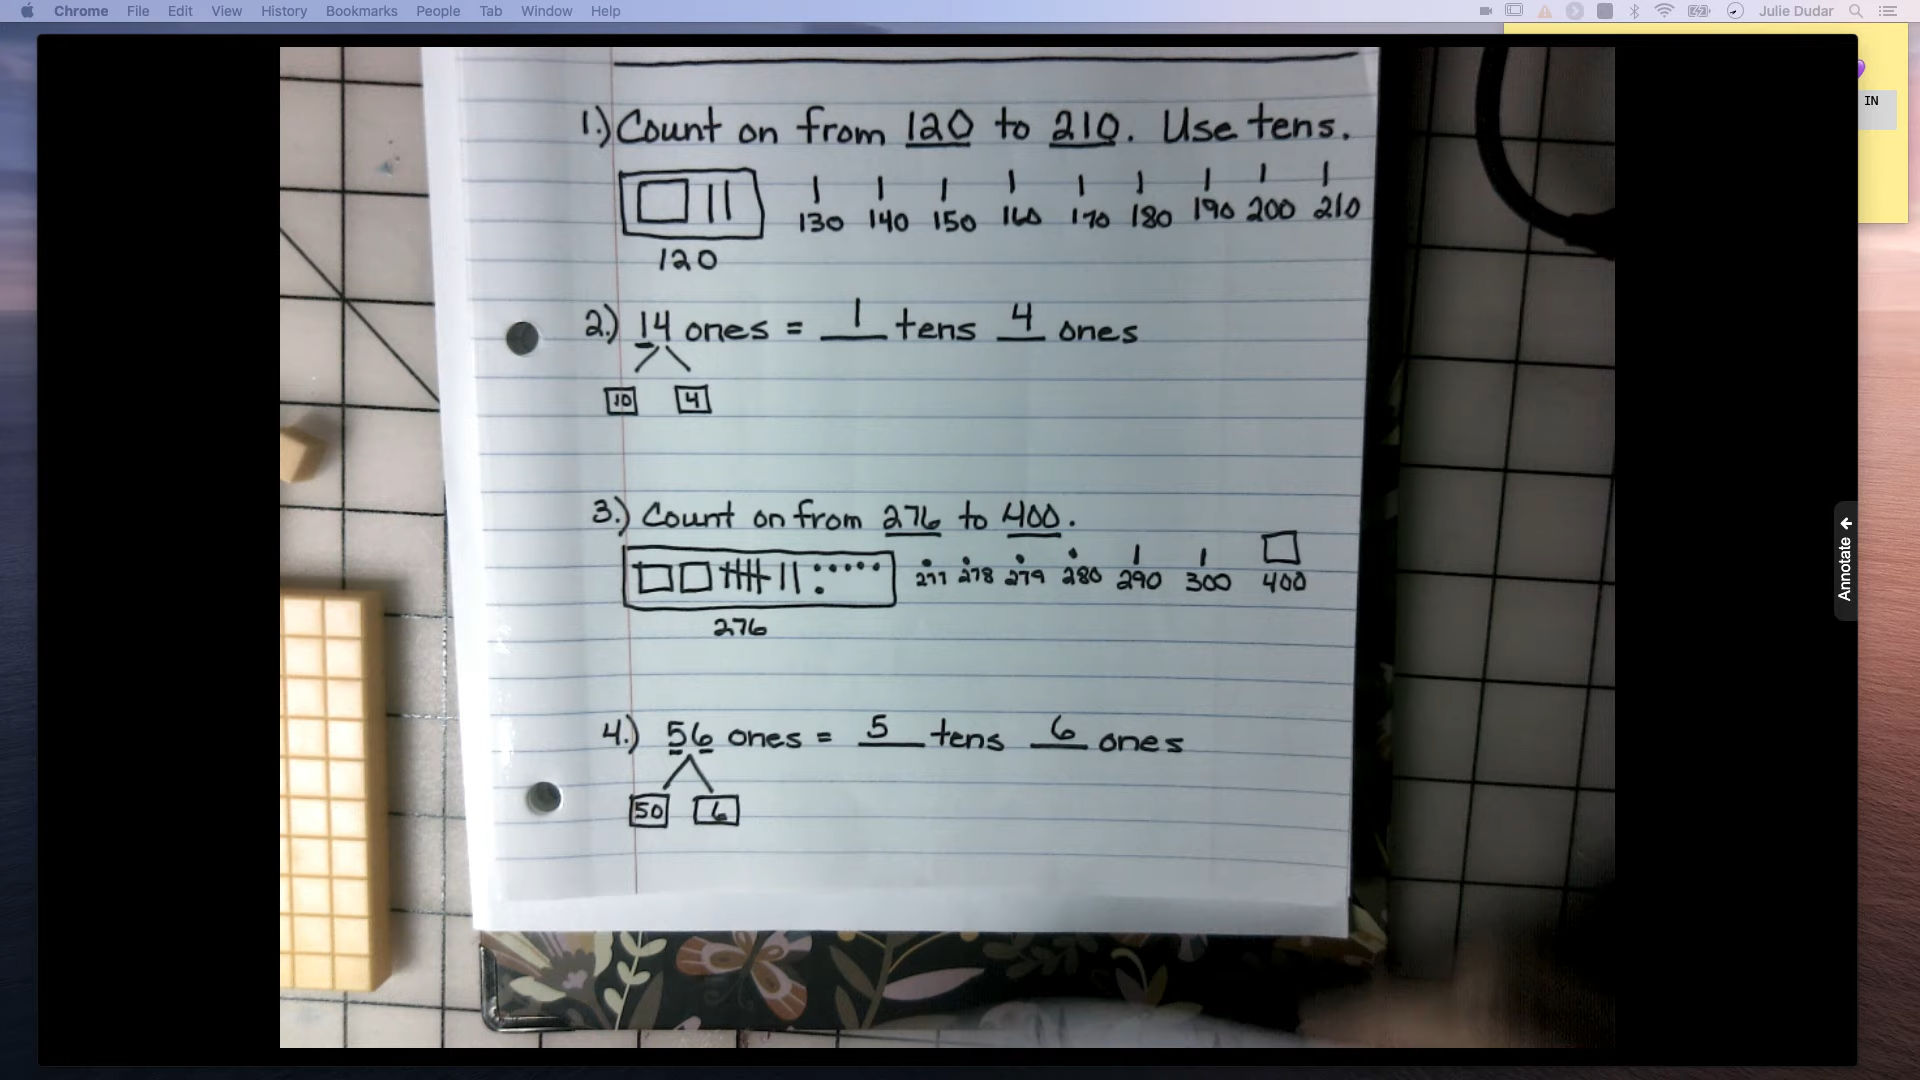 Chrome File Edit View History Bookmarks People Tab Window Help Julie Dudar
IN
1.) Count on from 120 to 210. Use tens.
130 140 150 160 170 180 190 200 210
120
2.) 14 ones = 1 tens 4 ones
10 4
3.) Count on from 276 to 400.
277 278 279 280 290 300 400
276
4.) 56 ones = 5 tens 6 ones
50 6
Annotate